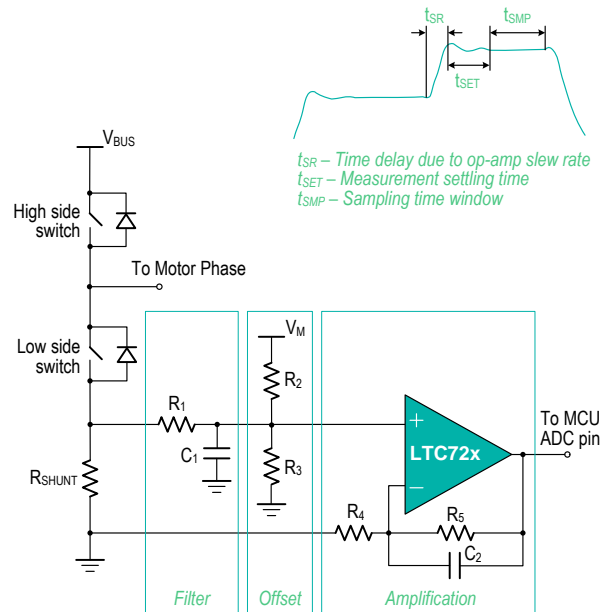 tSR
tSMP
tSET
tSR – Time delay due to op-amp slew rate
tSET – Measurement settling time
tSMP – Sampling time window
VBUS
High side
switch
To Motor Phase
Low side
switch
VM
R2
R1
C1
R3
+
LTC72x
−
To MCU
ADC pin
RSHUNT
R4
R5
C2
Filter
Offset
Amplification